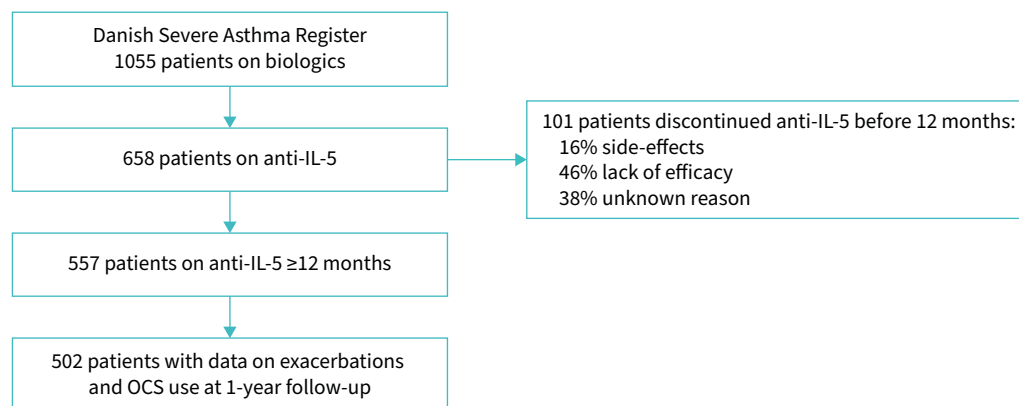 Danish Severe Asthma Register
1055 patients on biologics
658 patients on anti-IL-5
101 patients discontinued anti-IL-5 before 12 months:
16% side-effects
46% lack of efficacy
38% unknown reason
557 patients on anti-IL-5 ≥12 months
502 patients with data on exacerbations
and OCS use at 1-year follow-up